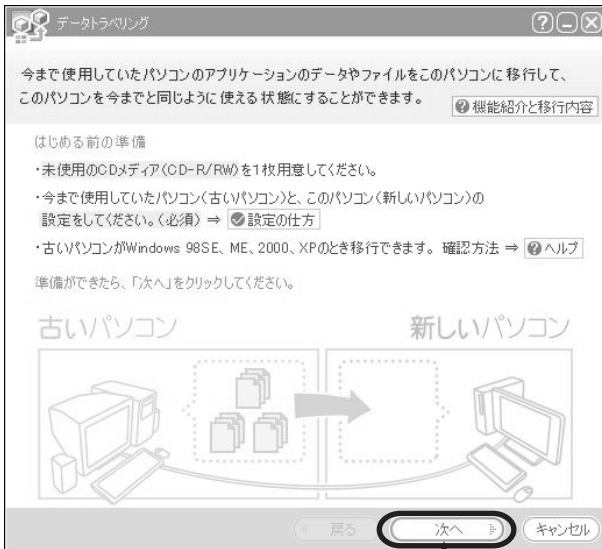 データトラベリング
今まで使用していたパソコンのアプリケーションのデータやファイルをこのパソコンに移行して、
このパソコンを今までと同じように使える状態にすることができます。
機能紹介と移行内容
はじめる前の準備
・未使用のCDメディア(CD-R/RW)を1枚用意してください。
・今まで使用していたパソコン(古いパソコン)と、このパソコン(新しいパソコン)の
設定をしてください。(必須) ⇒ 設定の仕方
・古いパソコンがWindows 98SE、ME、2000、XPのとき移行できます。 確認方法 ⇒ ヘルプ
準備ができたら、「次へ」をクリックしてください。
古いパソコン 新しいパソコン
戻る 次へ キャンセル